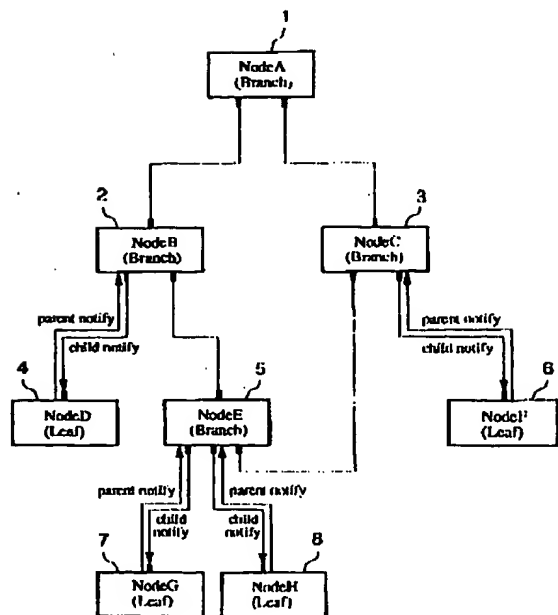 1
NodeA
(Branch)
2
3
NodeB
(Branch)
NodeC
(Branch)
parent notify
child notify
parent notify
child notify
4
5
6
NodeD
(Leaf)
NodeE
(Branch)
NodeF
(Leaf)
parent notify
parent notify
child
notify
child
notify
7
8
NodeG
(Leaf)
NodeH
(Leaf)